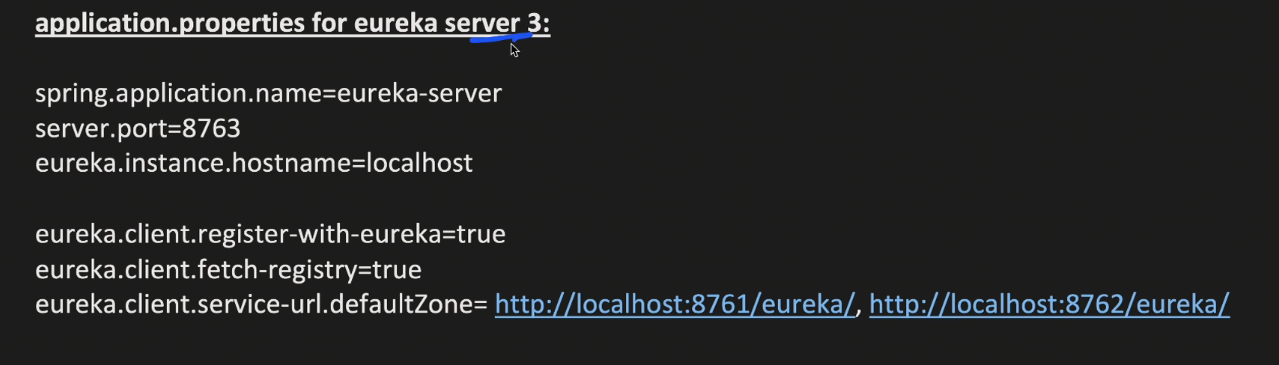 application.properties for eureka server 3:
spring.application.name=eureka-server
server.port=8763
eureka.instance.hostname=localhost
eureka.client.register-with-eureka=true
eureka.client.fetch-registry=true
eureka.client.service-url.defaultZone= http://localhost:8761/eureka/, http://localhost:8762/eureka/